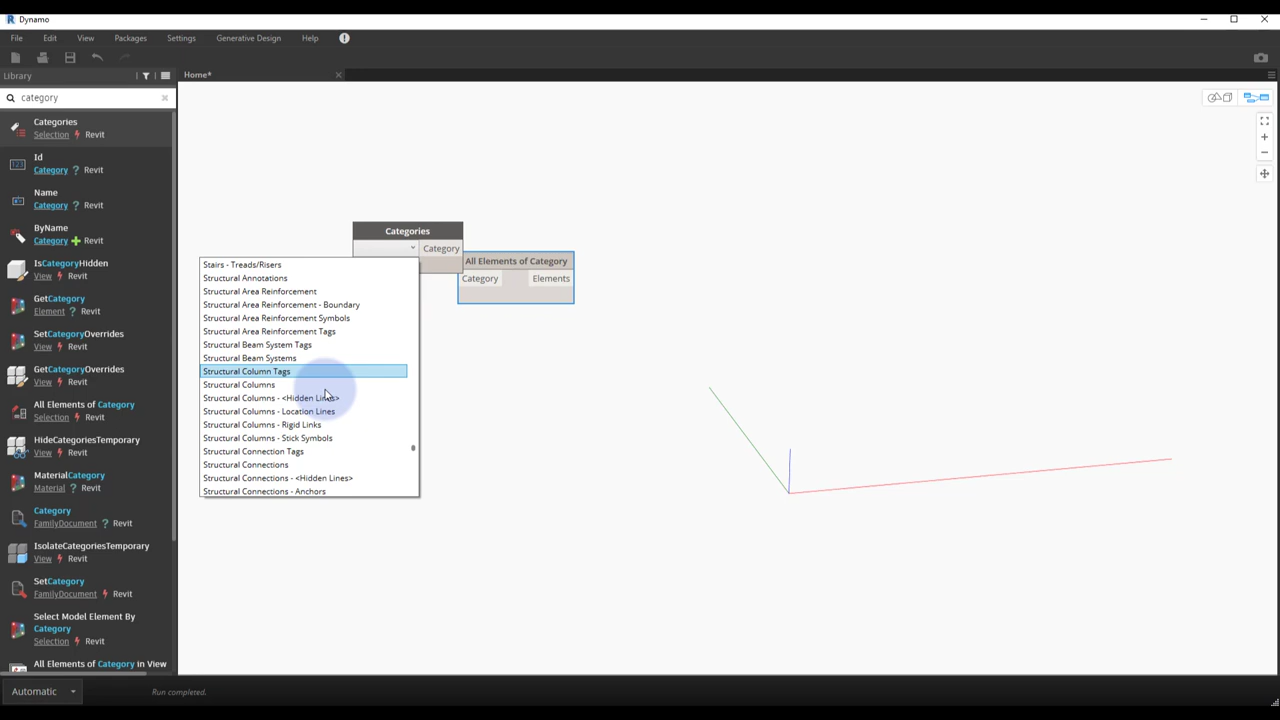 Dynamo
File Edit View Packages Settings Generative Design Help
Library
Home*
category
Categories
Selection Revit
Id
Category ? Revit
Name
Category ? Revit
ByName
Category Revit
IsCategoryHidden
View Revit
GetCategory
Element Revit
SetCategoryOverrides
View Revit
GetCategoryOverrides
View Revit
All Elements of Category
Selection Revit
HideCategoriesTemporary
View Revit
MaterialCategory
Material ? Revit
Category
FamilyDocument ? Revit
IsolateCategoriesTemporary
View Revit
SetCategory
FamilyDocument Revit
Select Model Element By
Category
Selection Revit
All Elements of Category in View
Categories
Category
All Elements of Category
Category Elements
Stairs - Treads/Risers
Structural Annotations
Structural Area Reinforcement
Structural Area Reinforcement - Boundary
Structural Area Reinforcement Symbols
Structural Area Reinforcement Tags
Structural Beam System Tags
Structural Beam Systems
Structural Column Tags
Structural Columns
Structural Columns - <Hidden Lines>
Structural Columns - Location Lines
Structural Columns - Rigid Links
Structural Columns - Stick Symbols
Structural Connection Tags
Structural Connections
Structural Connections - <Hidden Lines>
Structural Connections - Anchors
Automatic
Run completed.